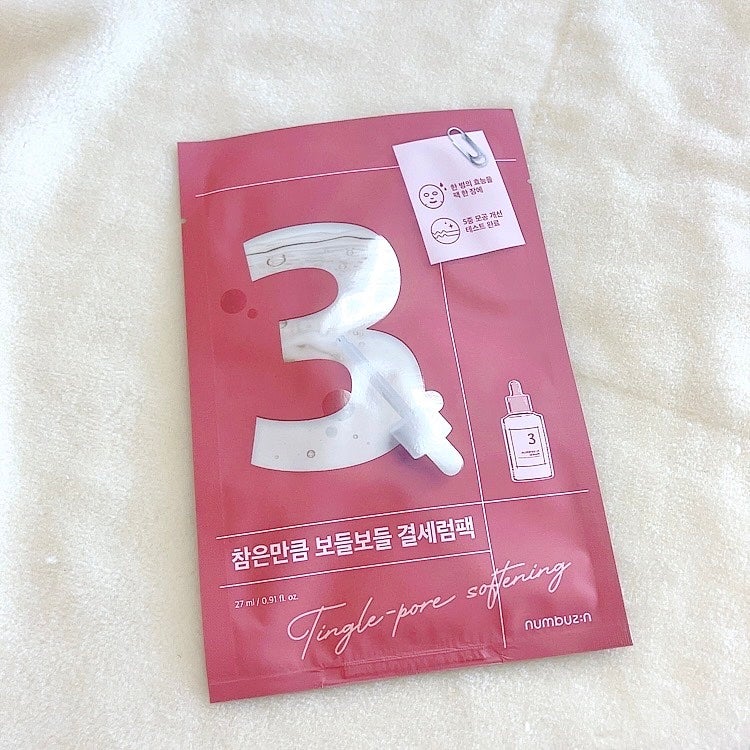 한 병의 효능을
팩 한 장에
5중 모공 개선
테스트 완료
3
3
참은만큼 보들보들 결세럼팩
27 ml / 0.91 fl. oz.
Tingle-pore softening
numbuz:n